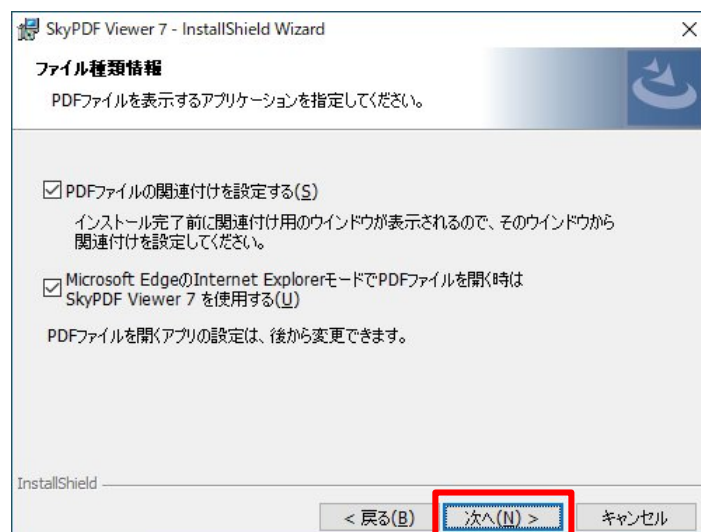 SkyPDF Viewer 7 - InstallShield Wizard
ファイル種類情報
PDFファイルを表示するアプリケーションを指定してください。
PDFファイルの関連付けを設定する(S)
インストール完了前に関連付け用のウインドウが表示されるので、そのウインドウから
関連付けを設定してください。
Microsoft EdgeのInternet ExplorerモードでPDFファイルを開く時は
SkyPDF Viewer 7 を使用する(U)
PDFファイルを開くアプリの設定は、後から変更できます。
InstallShield
< 戻る(B) 次へ(N) > キャンセル